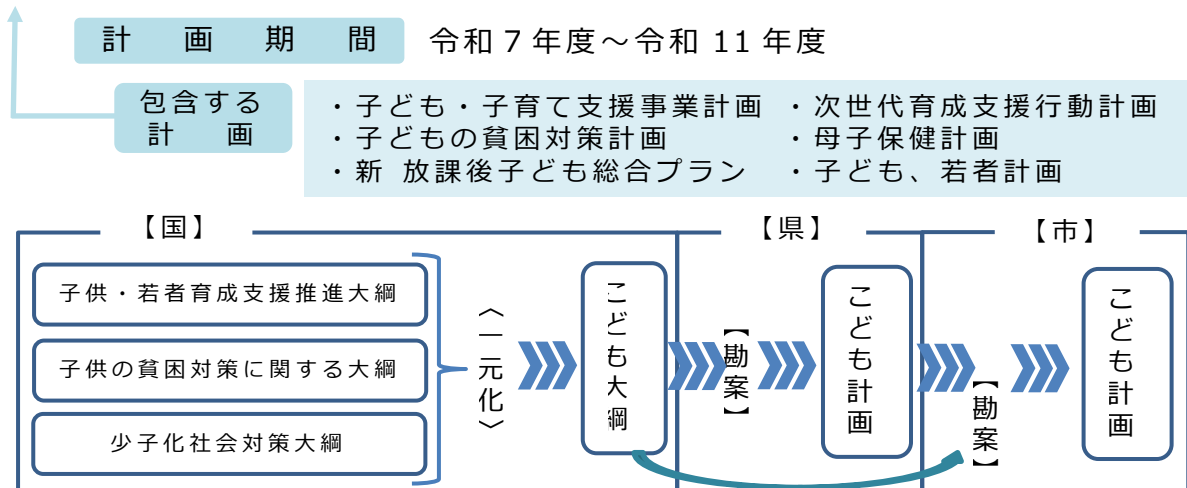 計画期間 令和７年度～令和 11 年度
包含する
計画
・子ども・子育て支援事業計画 ・次世代育成支援行動計画
・子どもの貧困対策計画 ・母子保健計画
・新 放課後子ども総合プラン ・子ども、若者計画
【国】
【県】
【市】
子供・若者育成支援推進大綱
子供の貧困対策に関する大綱
少子化社会対策大綱
〈一元化〉
こども大綱
【勘案】
こども計画
【勘案】
こども計画